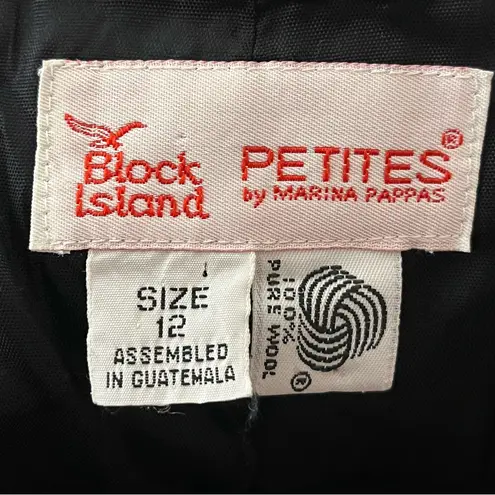 Block
Island
PETITES®
by MARINA PAPPAS
SIZE
12
ASSEMBLED
IN GUATEMALA
100%
PURE WOOL
®